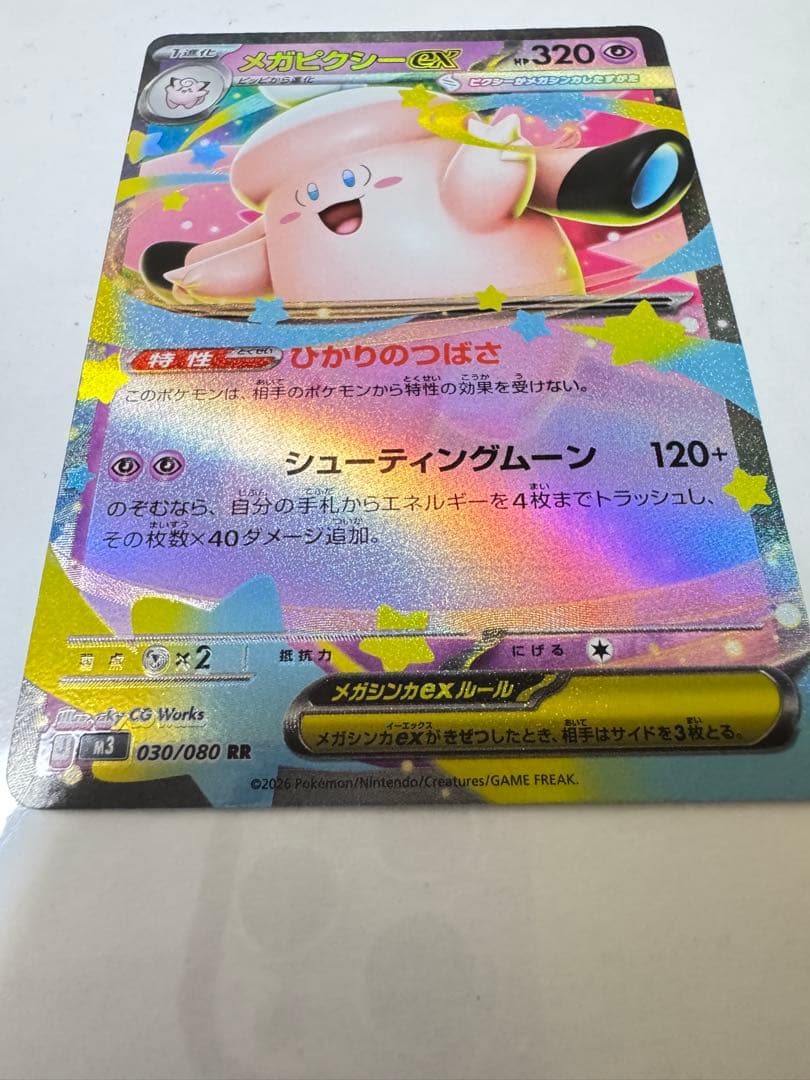 1進化 メガピクシーex HP320
ピッピから進化 ピクシーがメガシンカしたすがた
特性 とくせい ひかりのつばさ
このポケモンは、相手のポケモンから特性の効果を受けない。
シューティングムーン 120+
のぞむなら、自分の手札からエネルギーを4枚までトラッシュし、
その枚数×40ダメージ追加。
弱点 ×2 抵抗力 にげる
メガシンカexルール
メガシンカexがきぜつしたとき、相手はサイドを3枚とる。
Illus. aky CG Works
J M3 030/080 RR
©2026 Pokémon/Nintendo/Creatures/GAME FREAK.